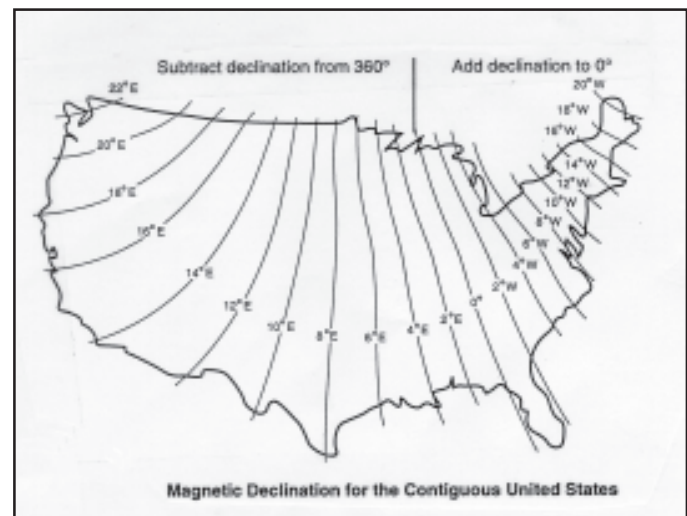 Subtract declination from 360° Add declination to 0°
22°E
20°W
18°W
20°E
16°W
14°W
18°E
12°W
10°W
16°E
8°W
6°W
14°E
4°W
2°W
12°E
10°E
8°E
6°E
4°E
2°E
0°
Magnetic Declination for the Contiguous United States